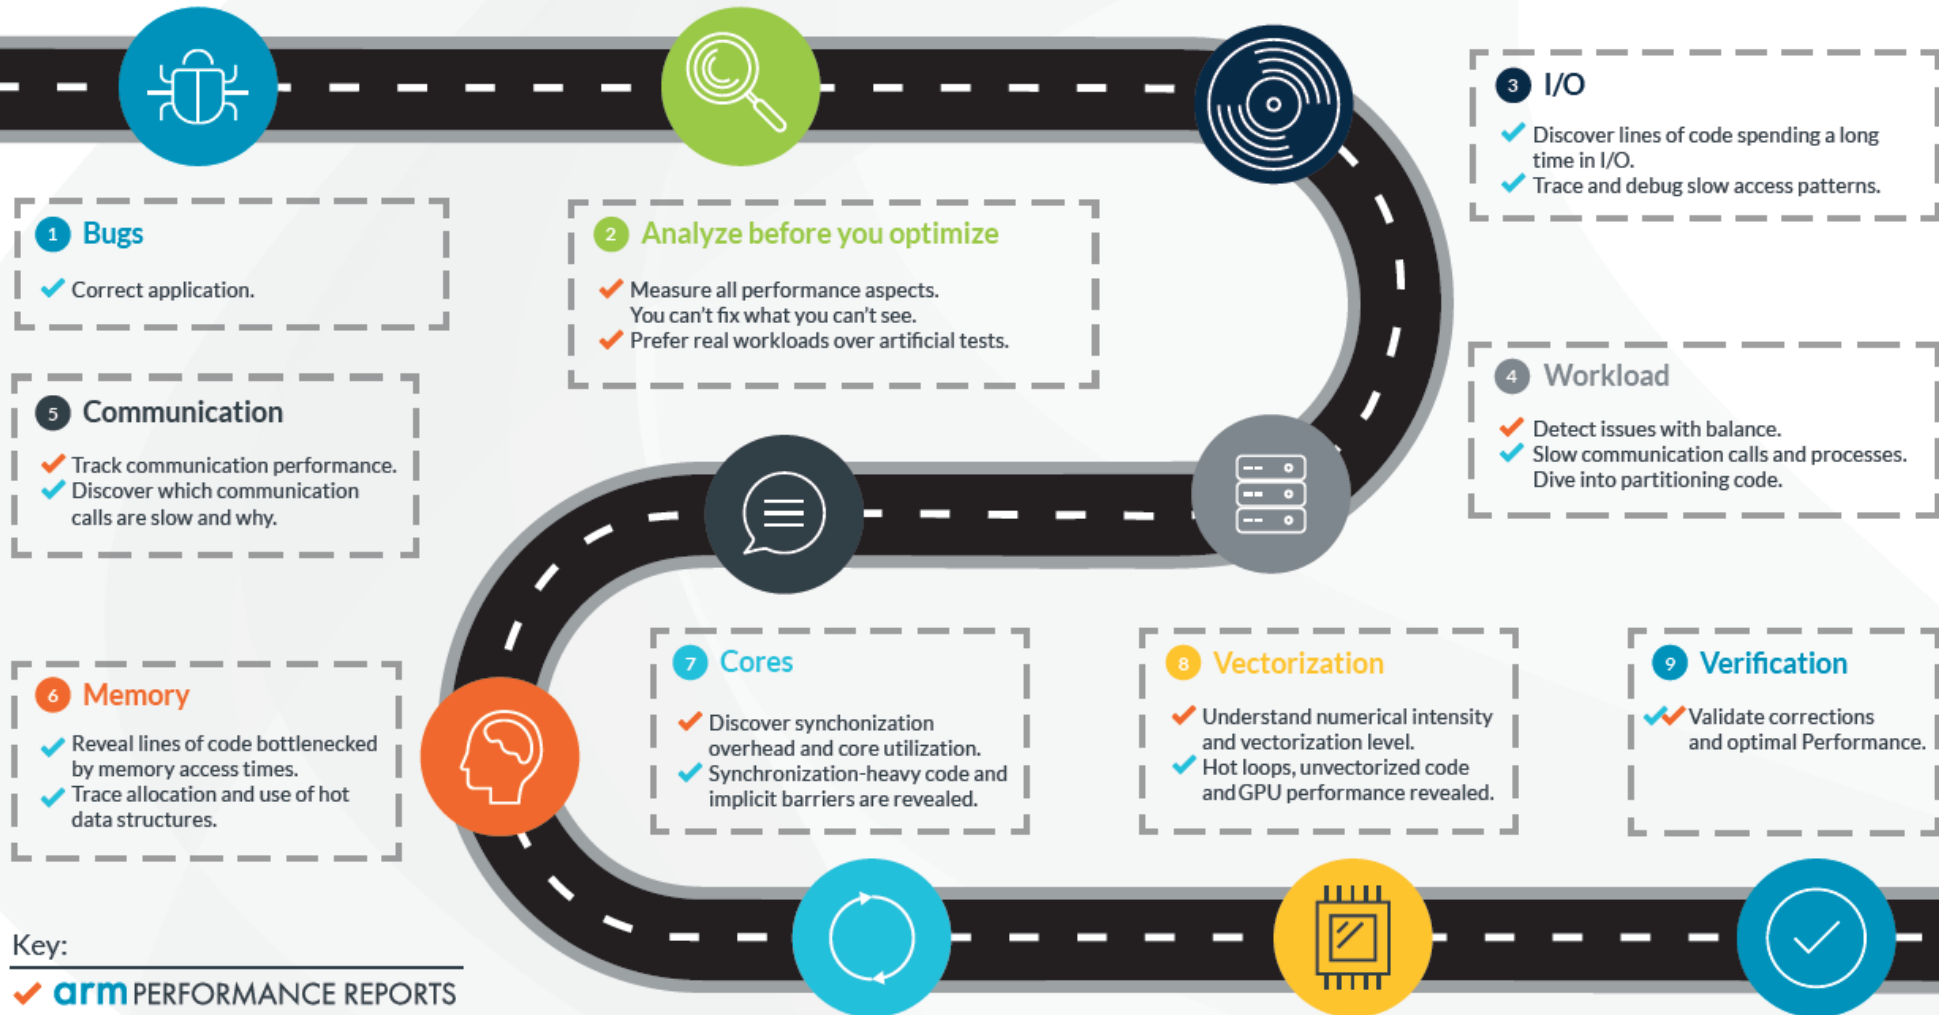 1 Bugs
Correct application.
2 Analyze before you optimize
Measure all performance aspects.
You can't fix what you can't see.
Prefer real workloads over artificial tests.
3 I/O
Discover lines of code spending a long
time in I/O.
Trace and debug slow access patterns.
4 Workload
Detect issues with balance.
Slow communication calls and processes.
Dive into partitioning code.
5 Communication
Track communication performance.
Discover which communication
calls are slow and why.
6 Memory
Reveal lines of code bottlenecked
by memory access times.
Trace allocation and use of hot
data structures.
7 Cores
Discover synchonization
overhead and core utilization.
Synchronization-heavy code and
implicit barriers are revealed.
8 Vectorization
Understand numerical intensity
and vectorization level.
Hot loops, unvectorized code
and GPU performance revealed.
9 Verification
Validate corrections
and optimal Performance.
Key:
arm PERFORMANCE REPORTS